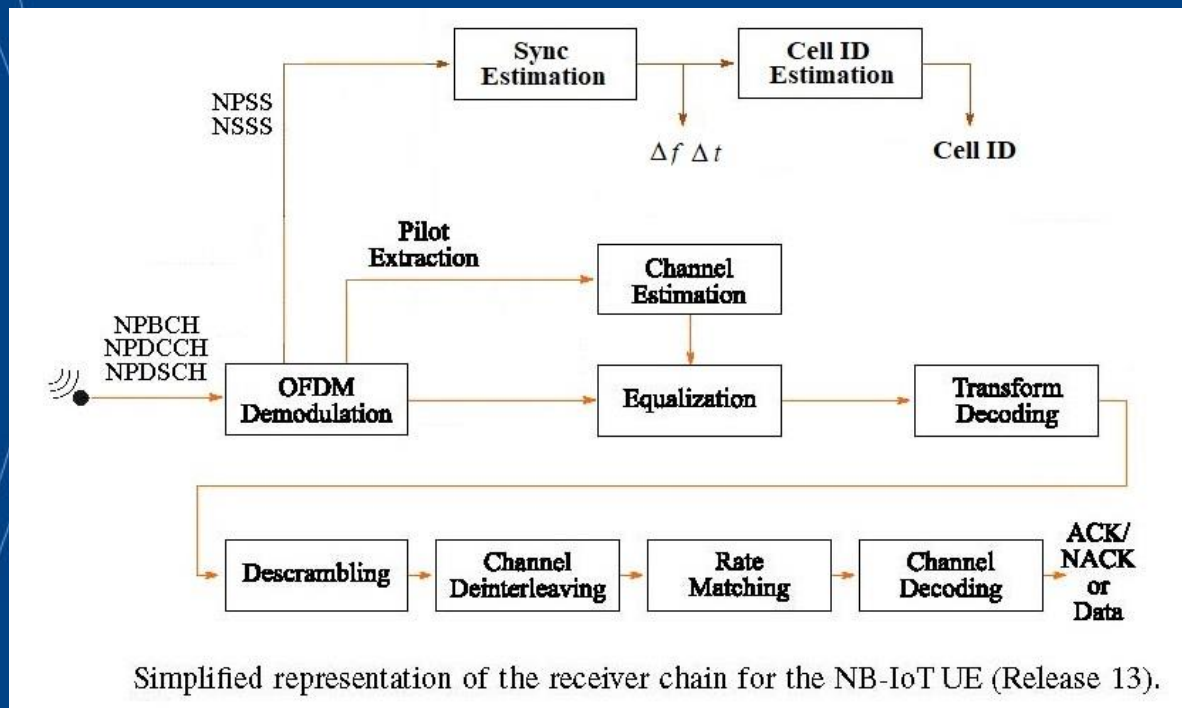 Sync
Estimation
Cell ID
Estimation
NPSS
NSSS
Δf Δt
Cell ID
Pilot
Extraction
Channel
Estimation
NPBCH
NPDCCH
NPDSCH
OFDM
Demodulation
Equalization
Transform
Decoding
Descrambling
Channel
Deinterleaving
Rate
Matching
Channel
Decoding
ACK/
NACK
or
Data
Simplified representation of the receiver chain for the NB-IoT UE (Release 13).